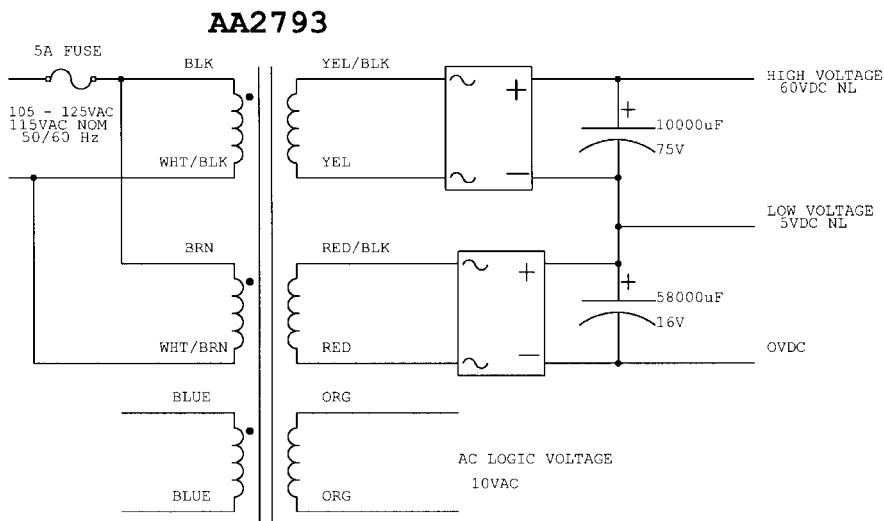 AA2793
5A FUSE
BLK
YEL/BLK
HIGH VOLTAGE
60VDC NL
105 - 125VAC
115VAC NOM
50/60 Hz
+
+
10000uF
75V
WHT/BLK
YEL
—
LOW VOLTAGE
5VDC NL
BRN
RED/BLK
+
+
58000uF
16V
WHT/BRN
RED
—
0VDC
BLUE
ORG
AC LOGIC VOLTAGE
10VAC
BLUE
ORG